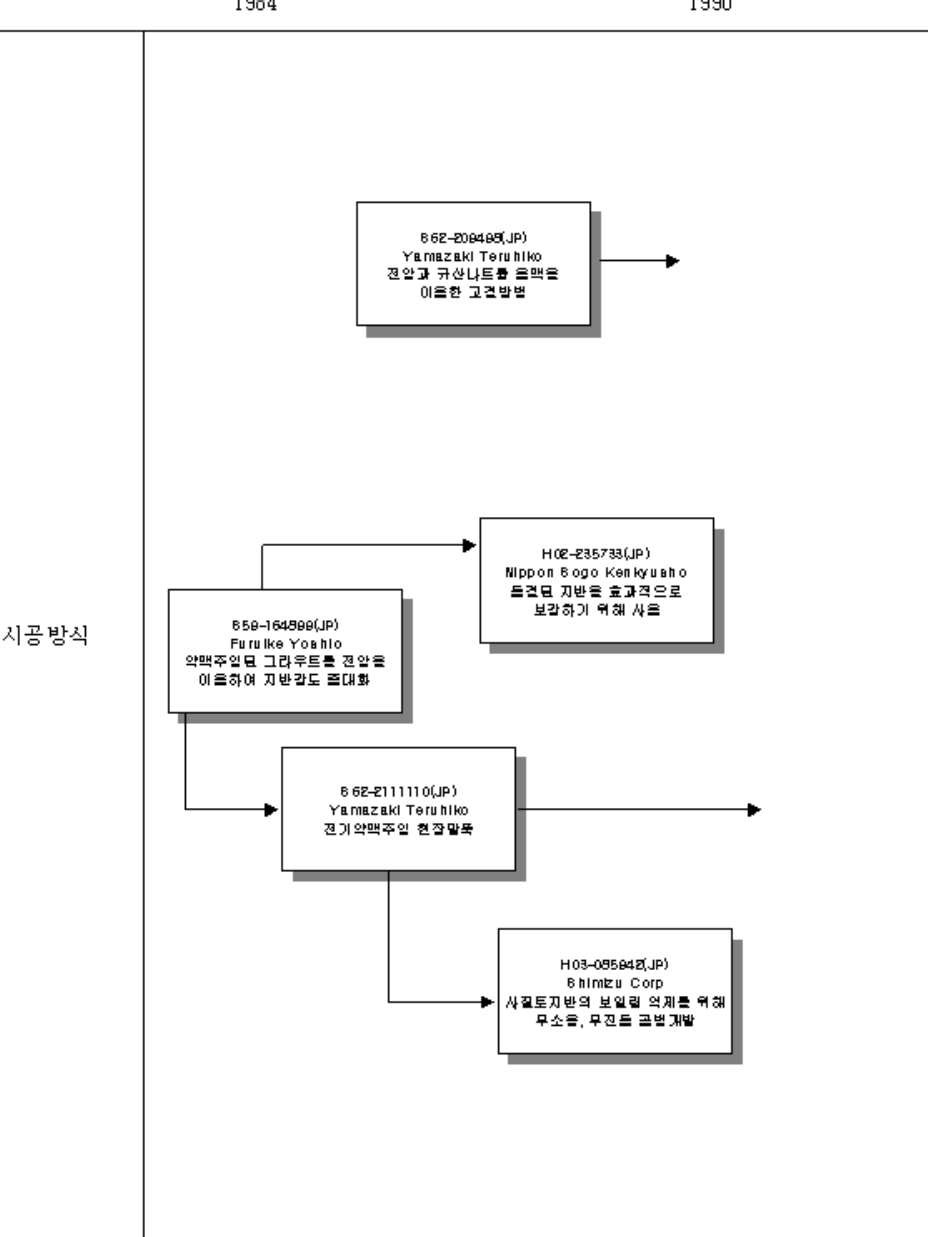 1984
1990
S62-209495(JP)
Yamazaki Teruhiko
전압과 규산나트륨 용액을
이용한 고결방법
H02-235733(JP)
Nippon Sogo Kenkyusho
동결된 지반을 효과적으로
보강하기 위해 사용
시공방식
S59-164899(JP)
Furuike Yoshio
약액주입된 그라우트를 전압을
이용하여 지반강도 증대화
S62-211110(JP)
Yamazaki Teruhiko
전기약액주입 현장말뚝
H03-055942(JP)
Shimizu Corp
사질토지반의 보일링 억제를 위해
무소음, 무진동 공법개발